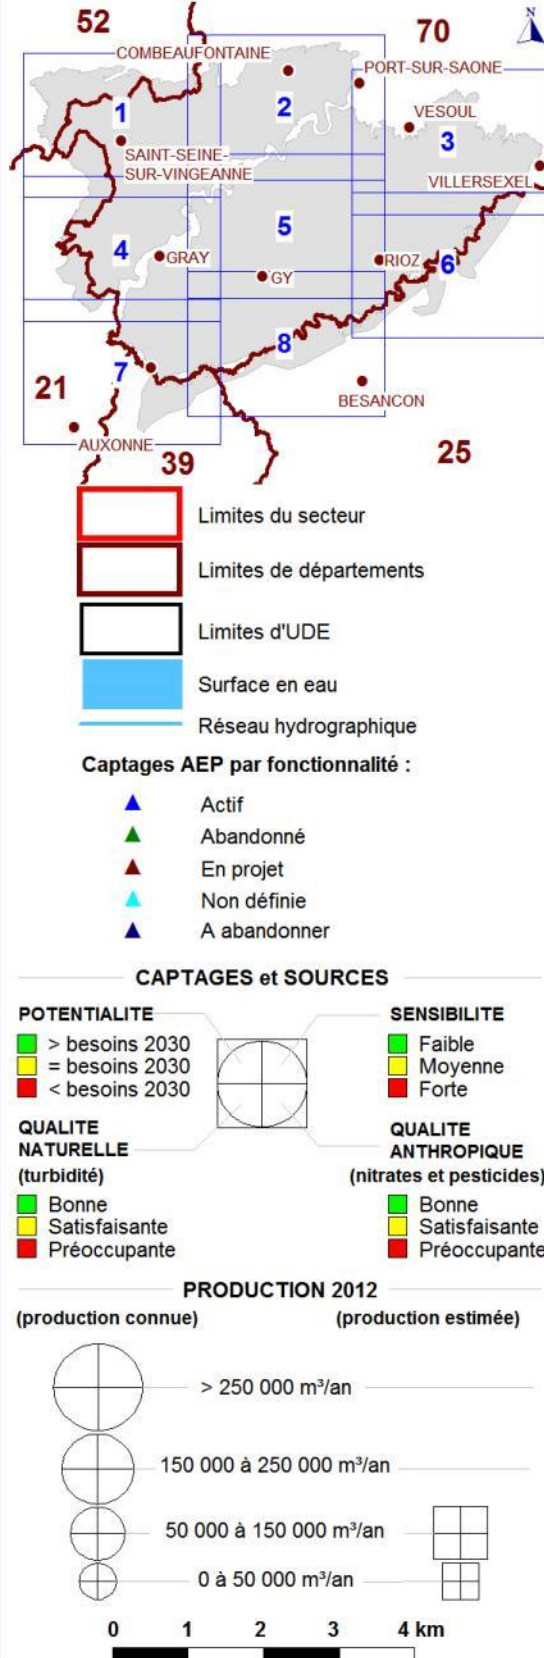 52
70
N
COMBEAUFONTAINE
PORT-SUR-SAONE
1
2
VESOUL
3
SAINT-SEINE-
SUR-VINGEANNE
VILLERSEXEL
4
5
GRAY
RIOZ
6
GY
7
8
21
BESANCON
AUXONNE
39
25
Limites du secteur
Limites de départements
Limites d'UDE
Surface en eau
Réseau hydrographique
Captages AEP par fonctionnalité :
Actif
Abandonné
En projet
Non définie
A abandonner
CAPTAGES et SOURCES
POTENTIALITE
> besoins 2030
= besoins 2030
< besoins 2030
SENSIBILITE
Faible
Moyenne
Forte
QUALITE
NATURELLE
(turbidité)
Bonne
Satisfaisante
Préoccupante
QUALITE
ANTHROPIQUE
(nitrates et pesticides)
Bonne
Satisfaisante
Préoccupante
PRODUCTION 2012
(production connue) (production estimée)
> 250 000 m³/an
150 000 à 250 000 m³/an
50 000 à 150 000 m³/an
0 à 50 000 m³/an
0 1 2 3 4 km